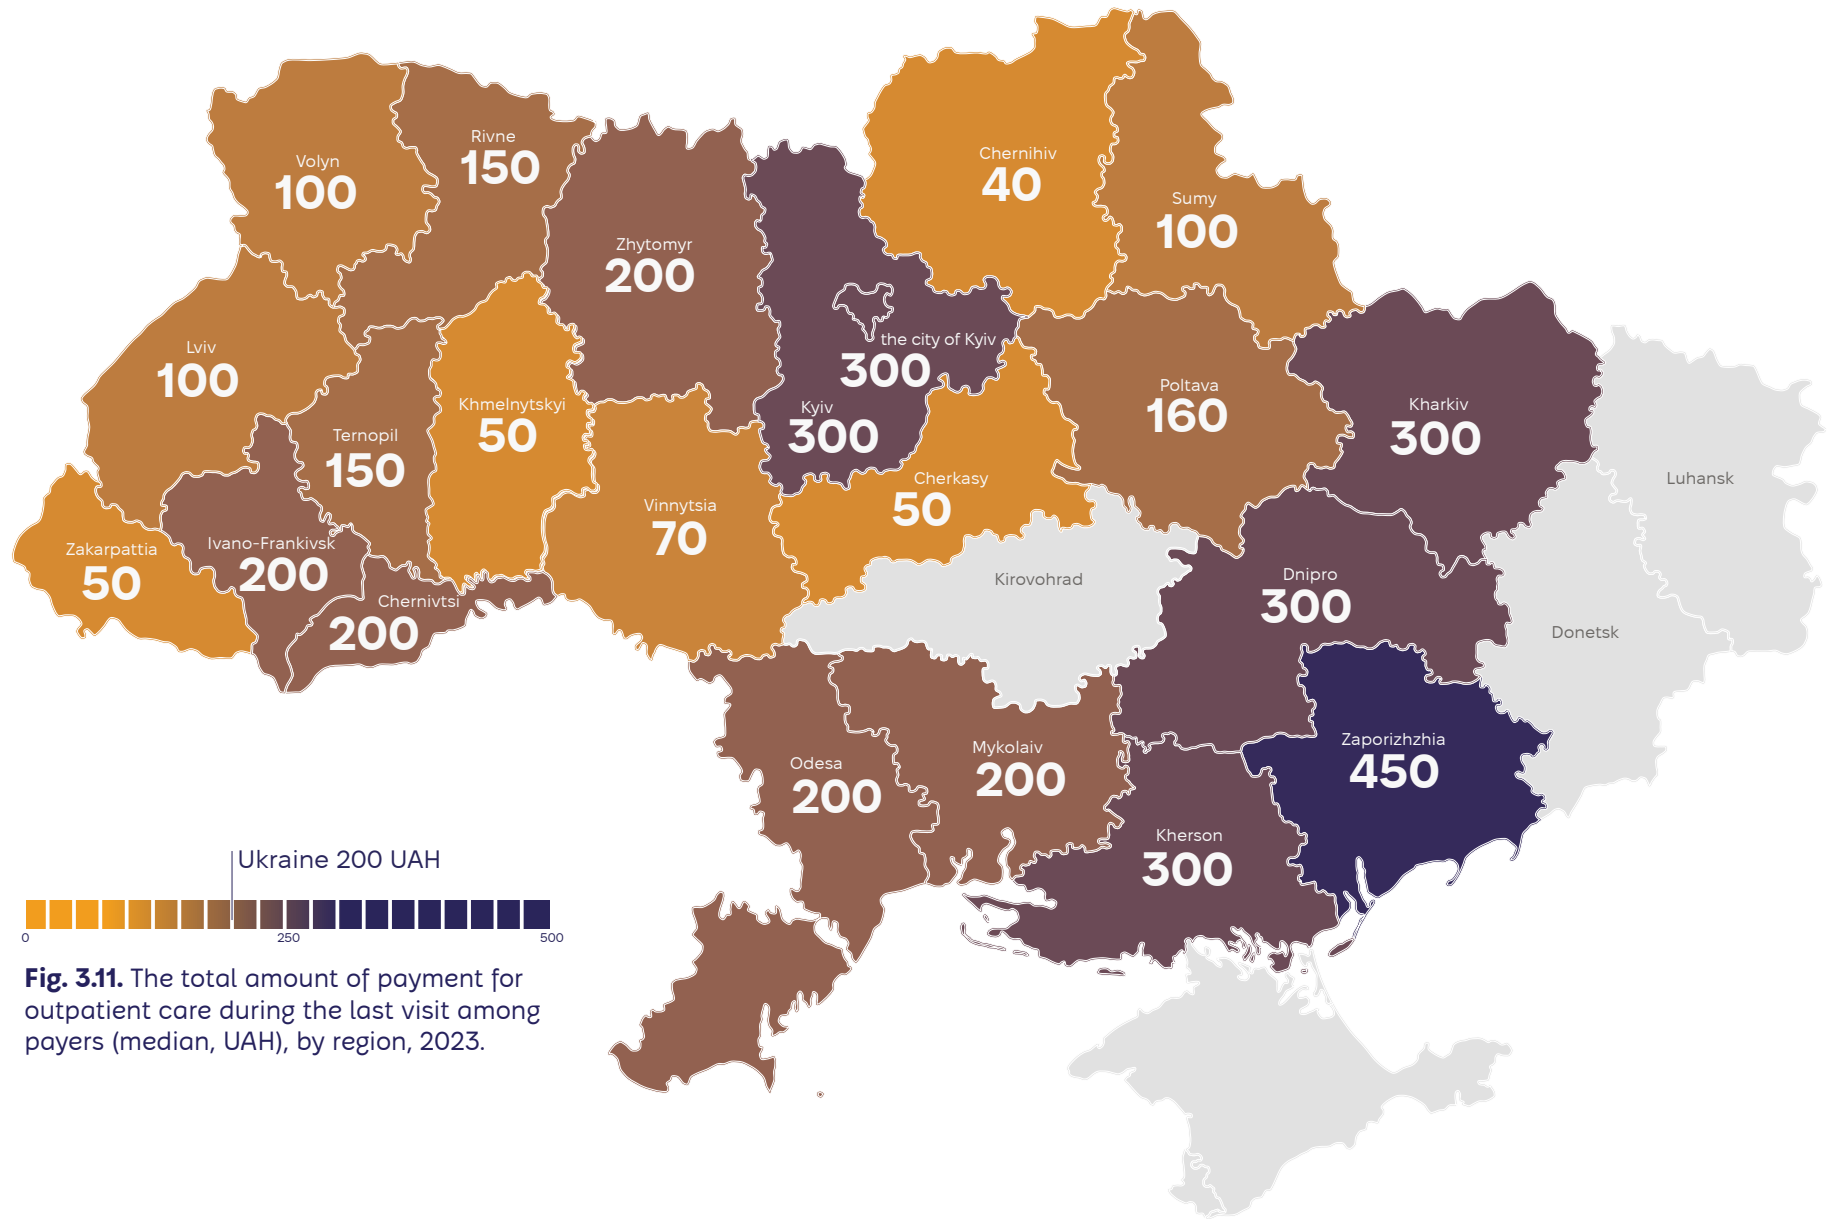 Volyn
100
Rivne
150
Zhytomyr
200
Chernihiv
40
Sumy
100
Lviv
100
Khmelnytskyi
50
Ternopil
150
the city of Kyiv
300
Kyiv
300
Poltava
160
Kharkiv
300
Luhansk
Cherkasy
50
Vinnytsia
70
Zakarpattia
50
Ivano-Frankivsk
200
Chernivtsi
200
Kirovohrad
Dnipro
300
Donetsk
Odesa
200
Mykolaiv
200
Zaporizhzhia
450
Kherson
300
Ukraine 200 UAH
0
250
500
Fig. 3.11. The total amount of payment for
outpatient care during the last visit among
payers (median, UAH), by region, 2023.